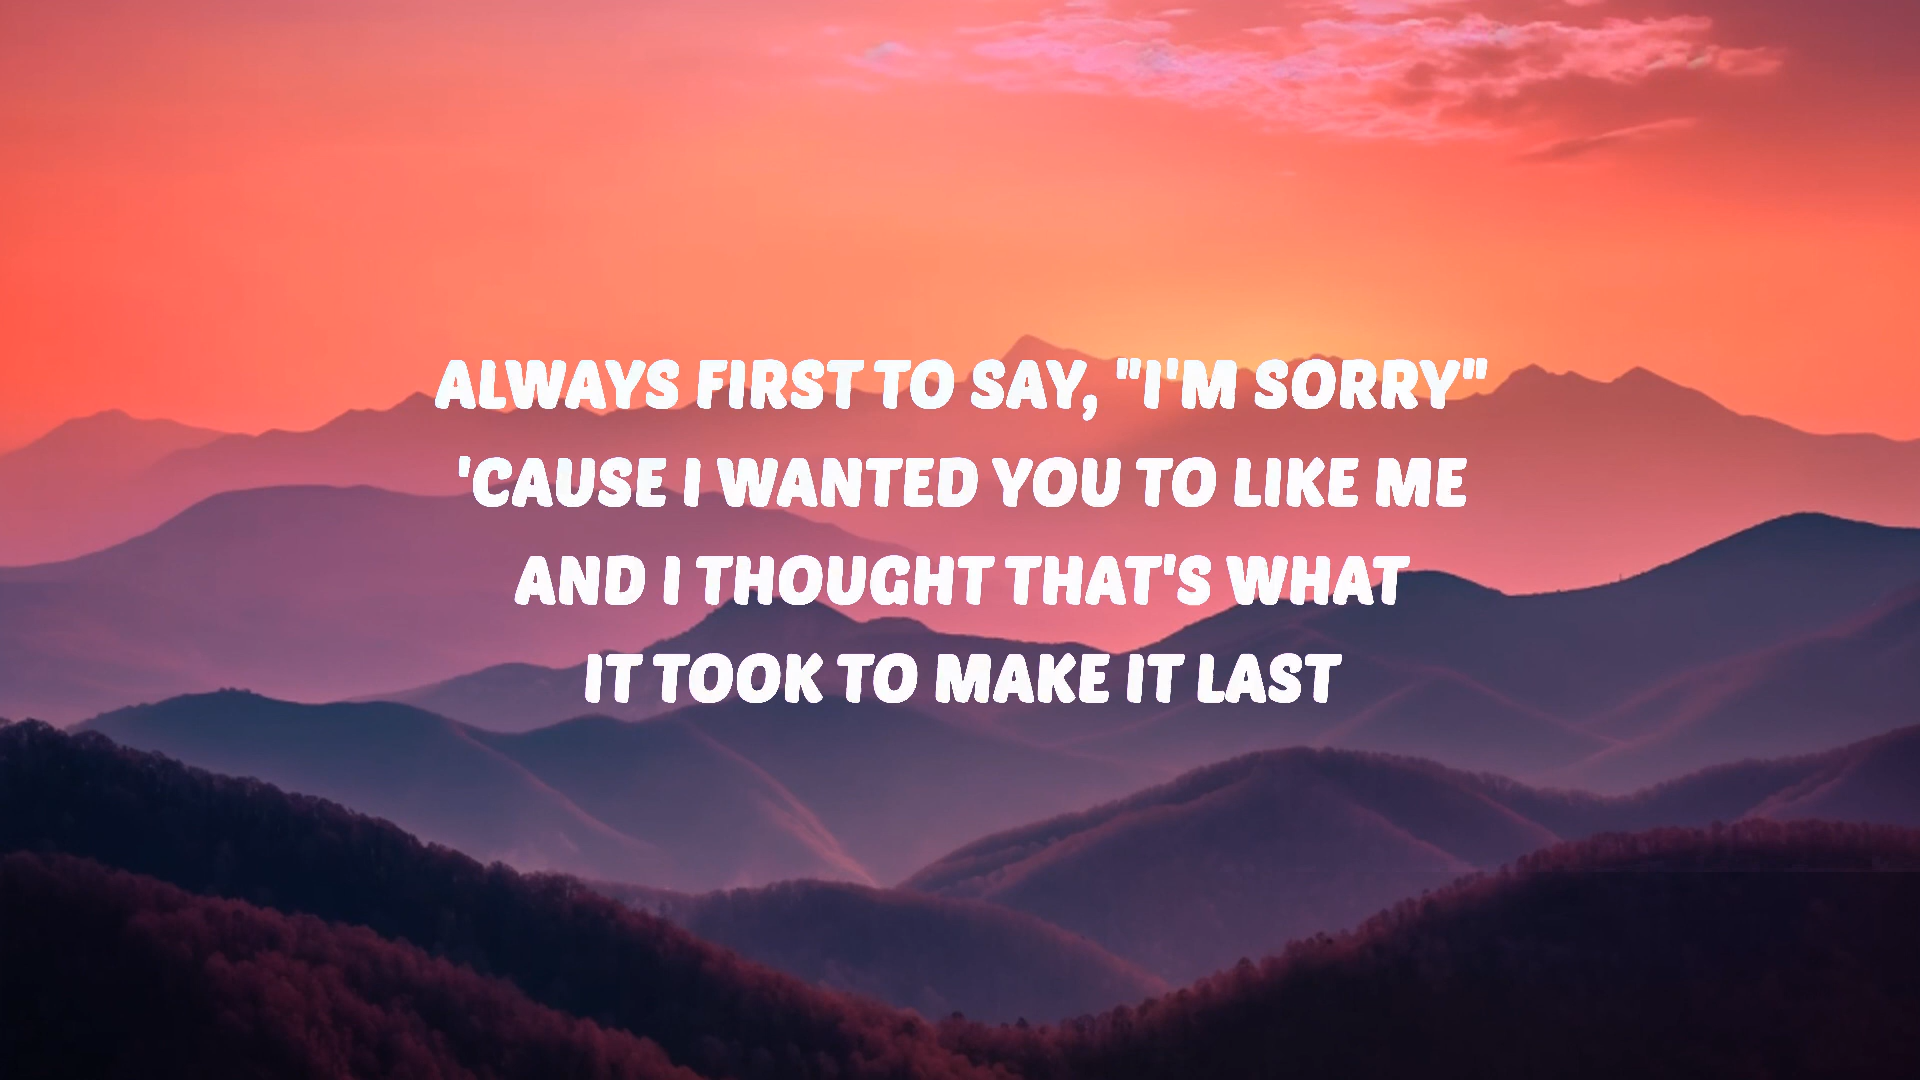 ALWAYS FIRST TO SAY, "I'M SORRY"
'CAUSE I WANTED YOU TO LIKE ME
AND I THOUGHT THAT'S WHAT
IT TOOK TO MAKE IT LAST